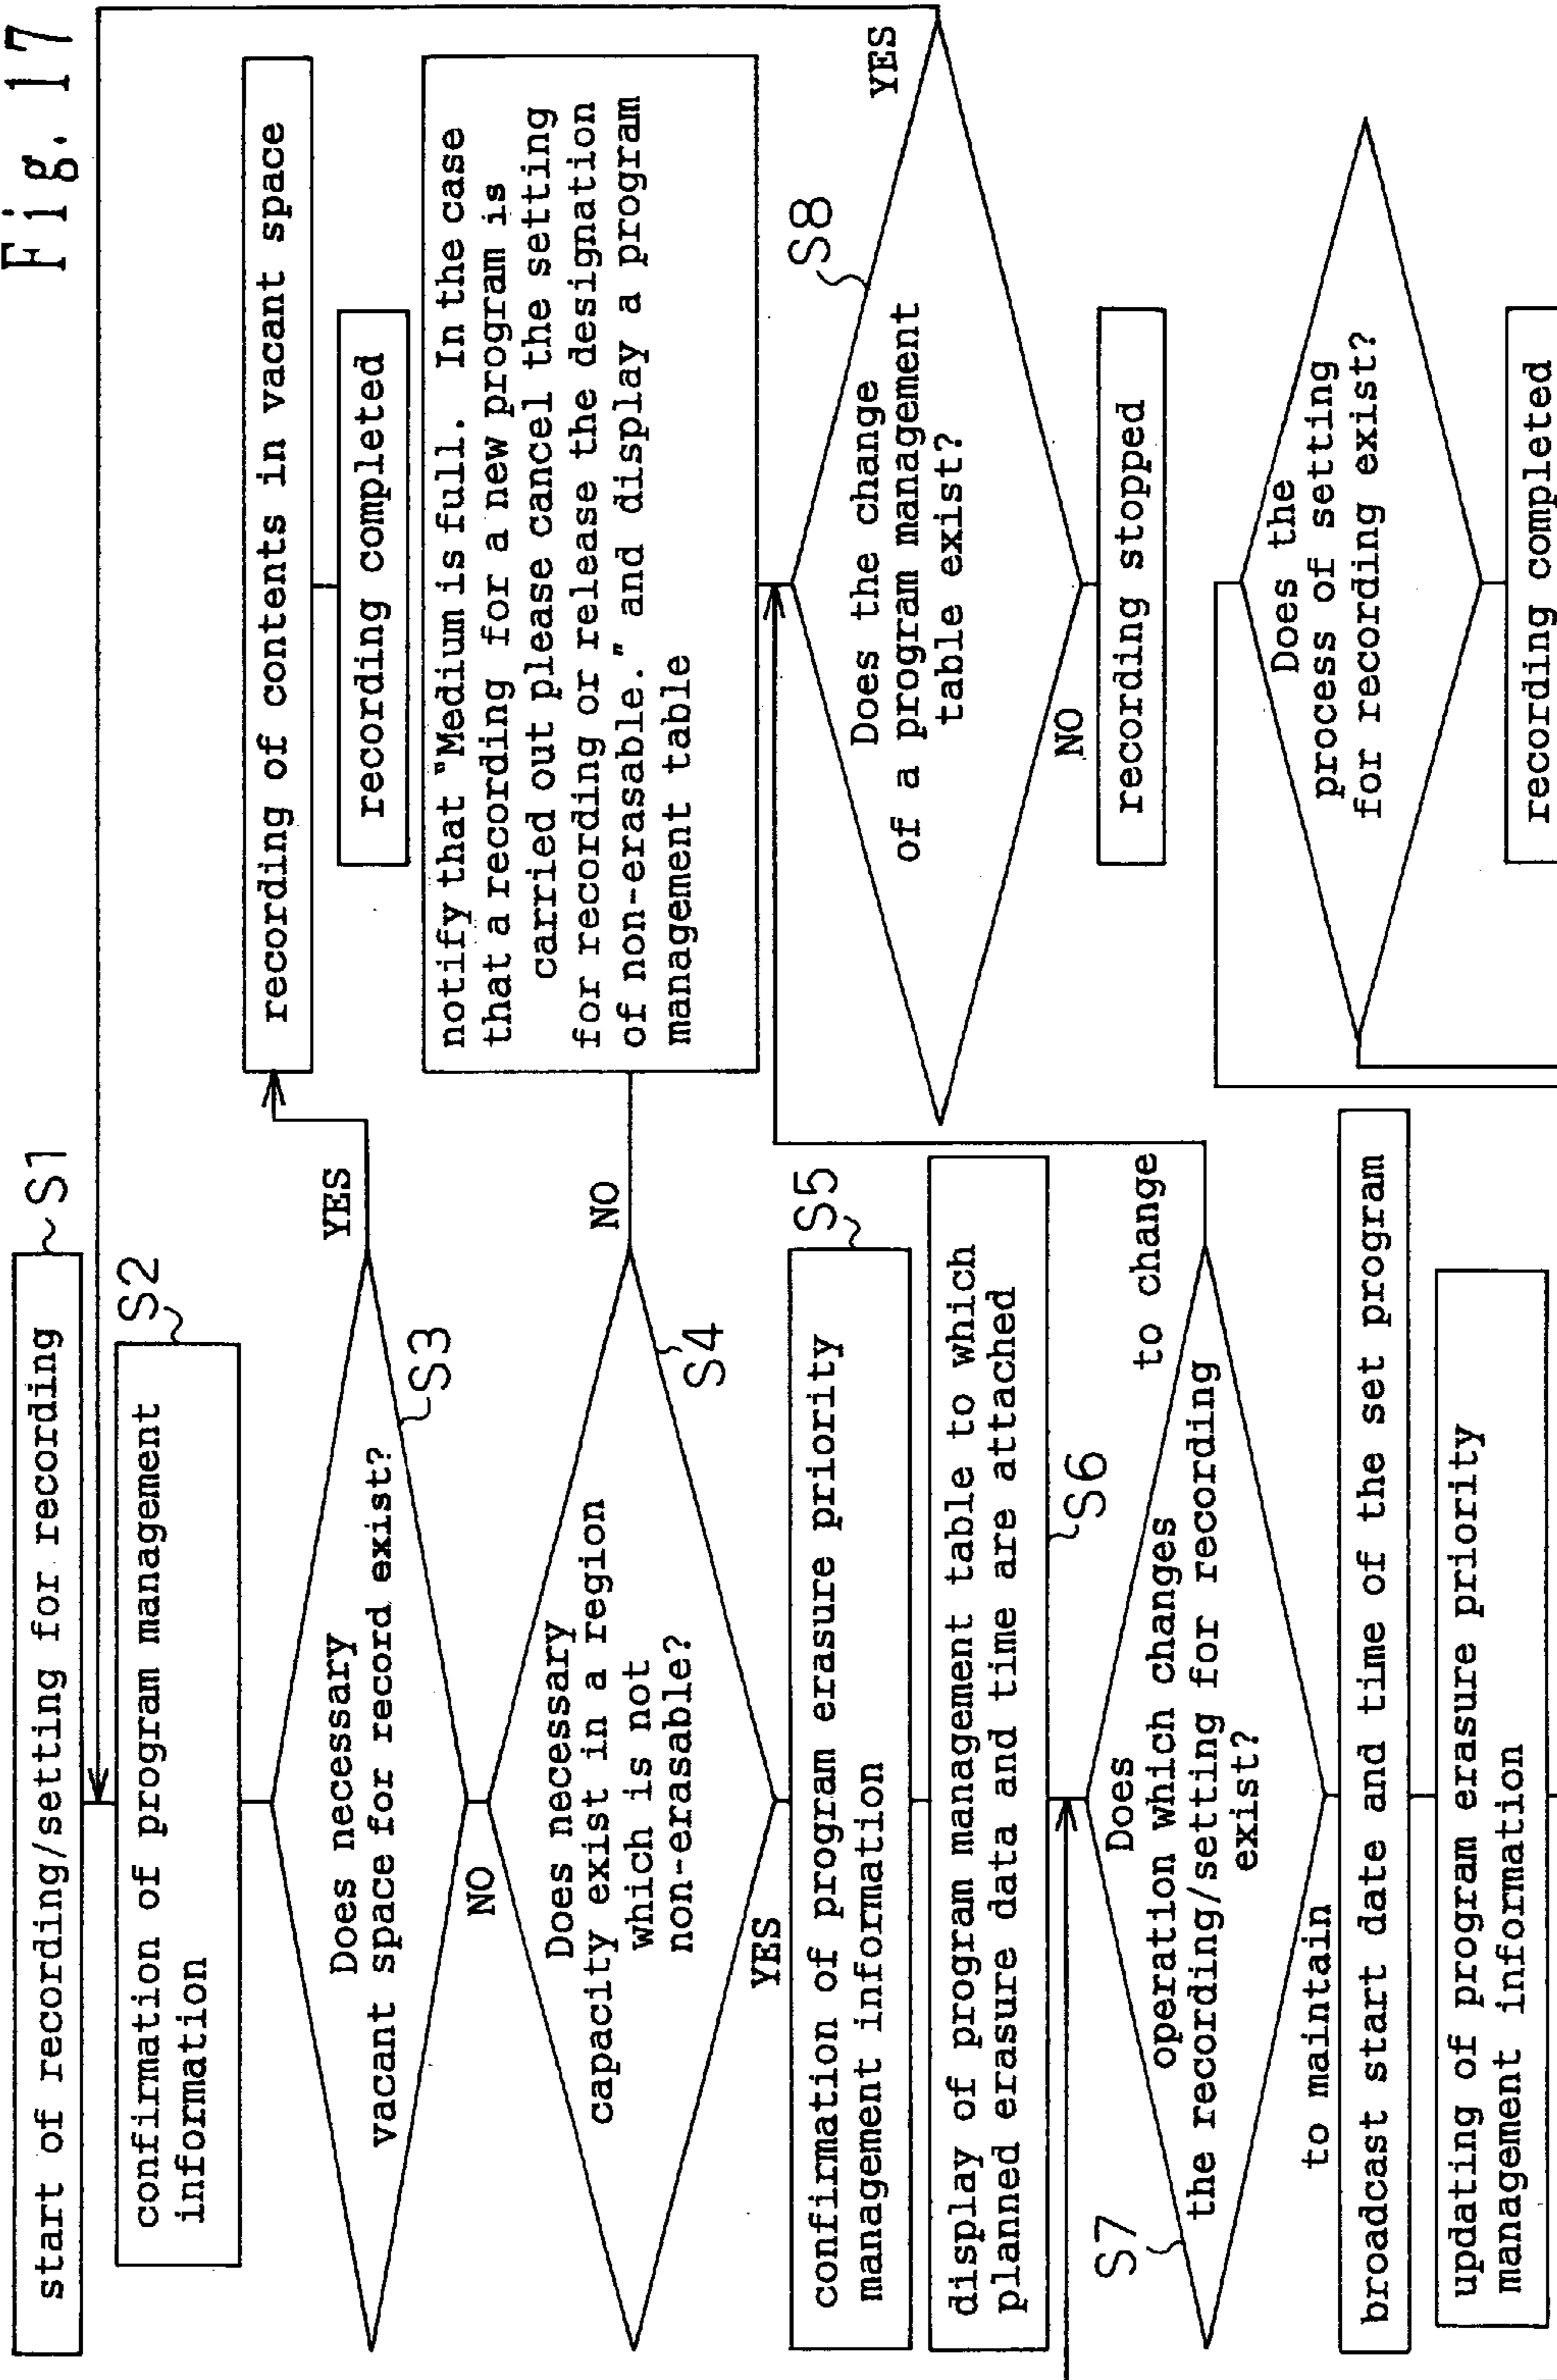 Fig. 17
start of recording/setting for recording
S1
confirmation of program management
information
S2
Does necessary
vacant space for record exist?
S3
YES
NO
recording of contents in vacant space
recording completed
Does necessary
capacity exist in a region
which is not
non-erasable?
S4
NO
YES
notify that "Medium is full. In the case
that a recording for a new program is
carried out please cancel the setting
for recording or release the designation
of non-erasable." and display a program
management table
confirmation of program erasure priority
management information
S5
display of program management table to which
planned erasure data and time are attached
S6
Does
operation which changes
the recording/setting for recording
exist?
S7
to change
to maintain
Does the change
of a program management
table exist?
S8
YES
NO
recording stopped
broadcast start date and time of the set program
updating of program erasure priority
management information
Does the
process of setting
for recording exist?
recording completed